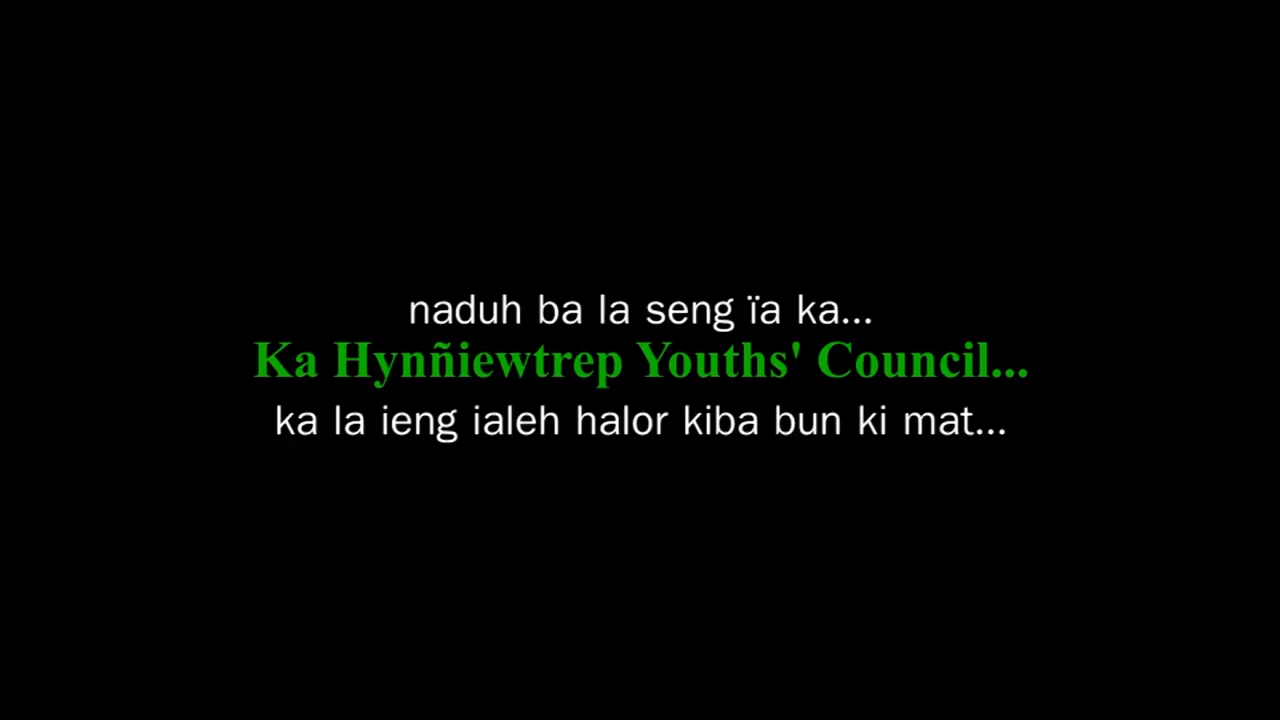 naduh ba la seng ïa ka...
Ka Hynñiewtrep Youths' Council...
ka la ieng ialeh halor kiba bun ki mat...